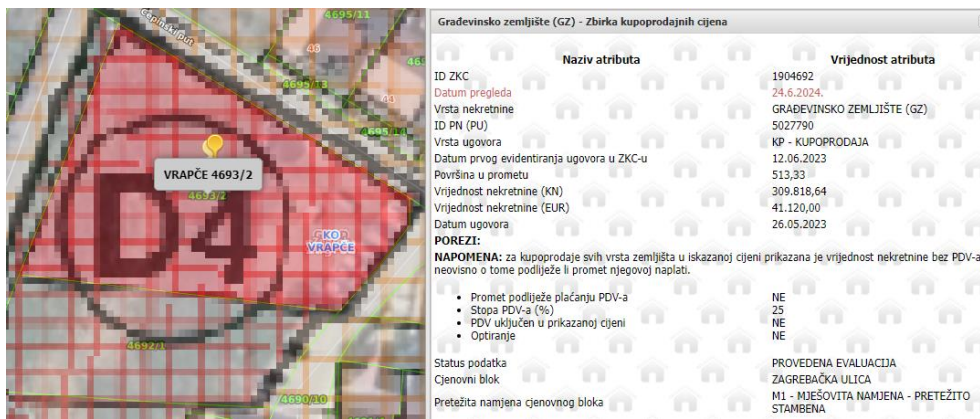 4695/11
Čepinski put
46
4695/13
44
4695/14
VRAPČE 4693/2
4693/2
D4
VRAPČE
4692/1
4690/10
Građevinsko zemljište (GZ) - Zbirka kupoprodajnih cijena
Naziv atributa Vrijednost atributa
ID ZKC 1904692
Datum pregleda 24.6.2024.
Vrsta nekretnine GRAĐEVINSKO ZEMLJIŠTE (GZ)
ID PN (PU) 5027790
Vrsta ugovora KP - KUPOPRODAJA
Datum prvog evidentiranja ugovora u ZKC-u 12.06.2023
Površina u prometu 513,33
Vrijednost nekretnine (KN) 309.818,64
Vrijednost nekretnine (EUR) 41.120,00
Datum ugovora 26.05.2023
POREZI:
NAPOMENA: za kupoprodaje svih vrsta zemljišta u iskazanoj cijeni prikazana je vrijednost nekretnine bez PDV-a
neovisno o tome podliježe li promet njegovoj naplati.
• Promet podliježe plaćanju PDV-a NE
• Stopa PDV-a (%) 25
• PDV uključen u prikazanoj cijeni NE
• Optiranje NE
Status podatka PROVEDENA EVALUACIJA
Cjenovni blok ZAGREBAČKA ULICA
Pretežita namjena cjenovnog bloka M1 - MJEŠOVITA NAMJENA - PRETEŽITO
STAMBENA